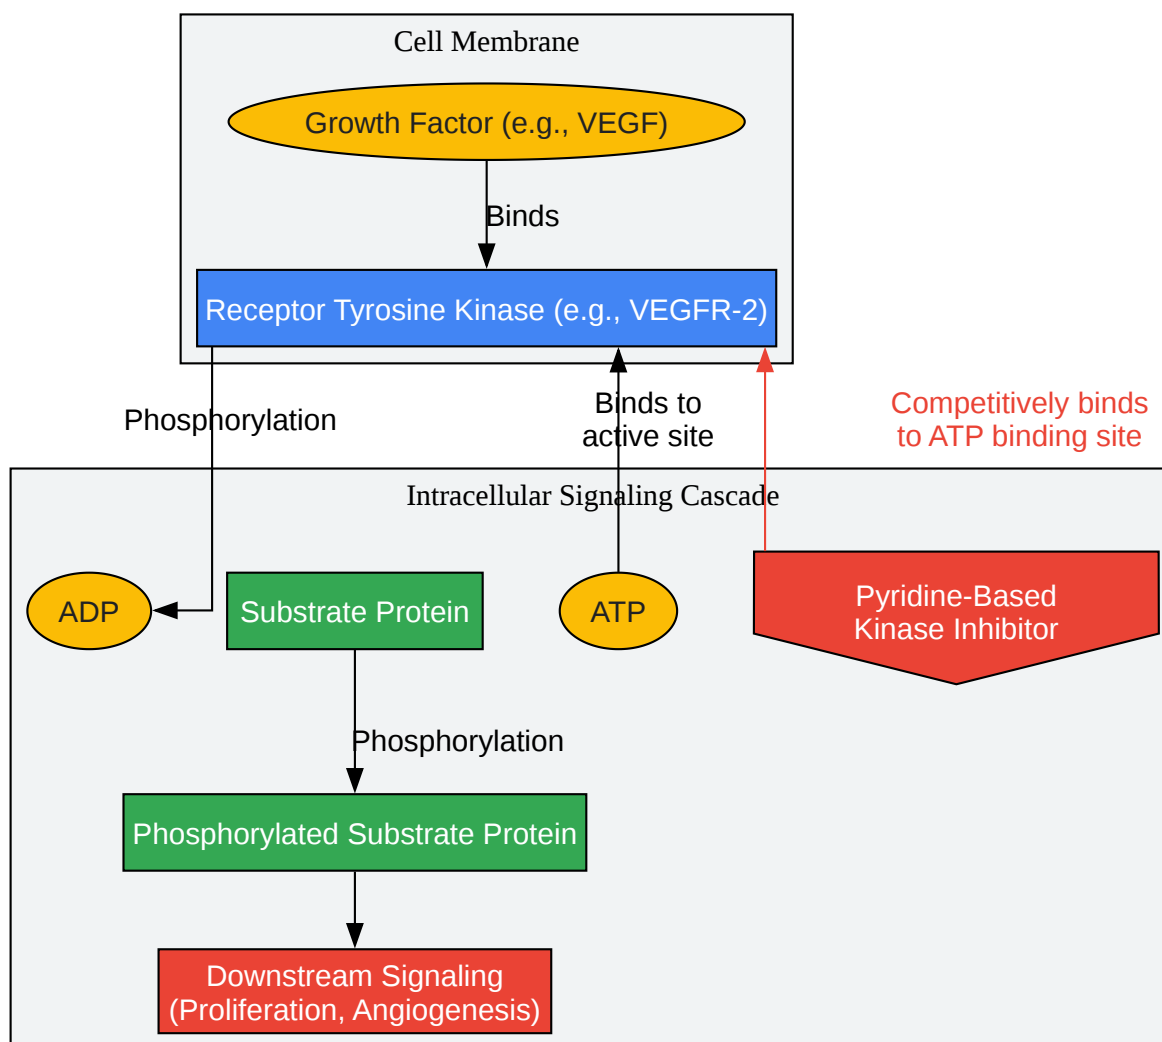 Cell Membrane
Growth Factor (e.g., VEGF)
Binds
Receptor Tyrosine Kinase (e.g., VEGFR-2)
Phosphorylation
Binds to
active site
Competitively binds
to ATP binding site
Intracellular Signaling Cascade
ADP
Substrate Protein
ATP
Pyridine-Based
Kinase Inhibitor
Phosphorylation
Phosphorylated Substrate Protein
Downstream Signaling
(Proliferation, Angiogenesis)